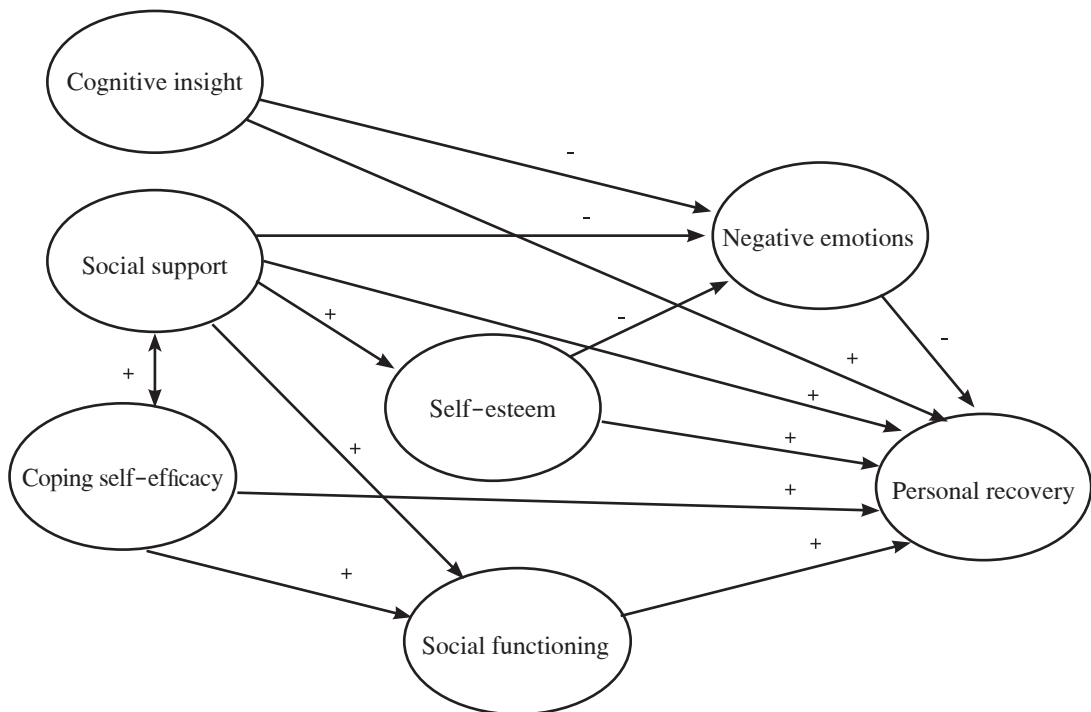 Cognitive insight
-
-
Negative emotions
Social support
+
-
-
+
+
+
Self-esteem
+
+
Coping self-efficacy
+
Personal recovery
+
+
Social functioning